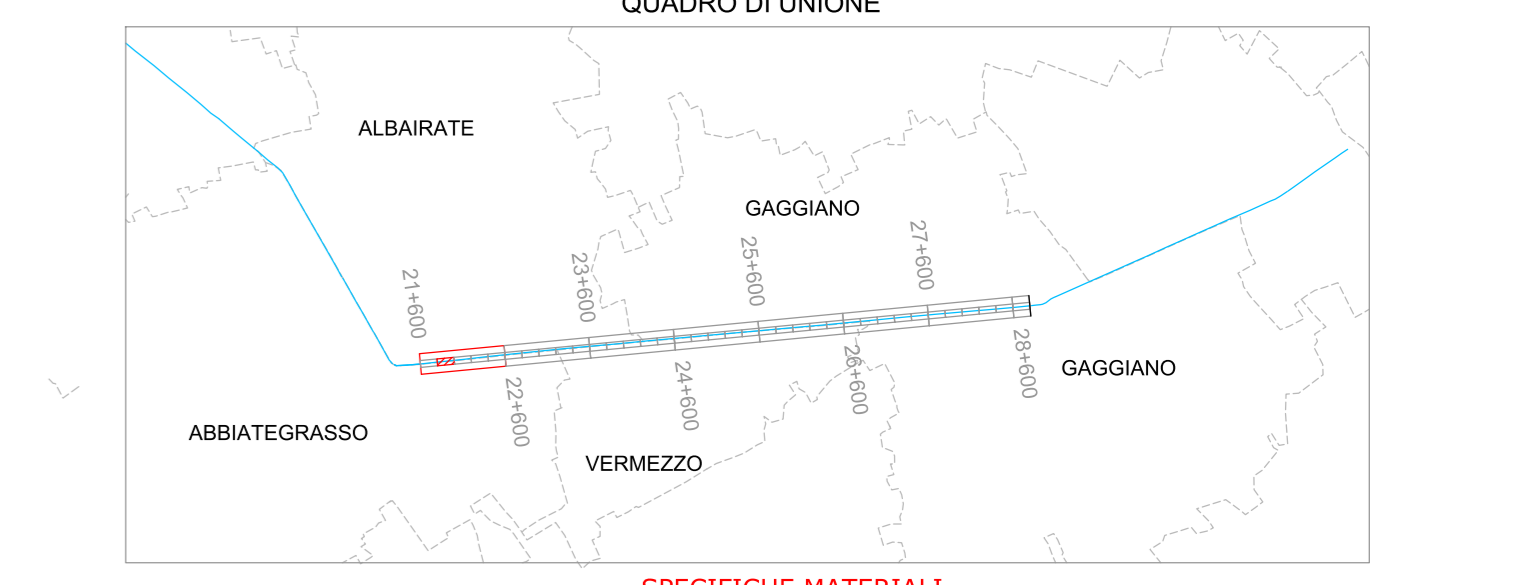 QUADRO DI UNIONE
ALBAIRATE
GAGGIANO
27+600
25+600
23+600
21+600
28+600
26+600
24+600
22+600
GAGGIANO
ABBIATEGRASSO
VERMEZZO
SPECIFICHE MATERIALI